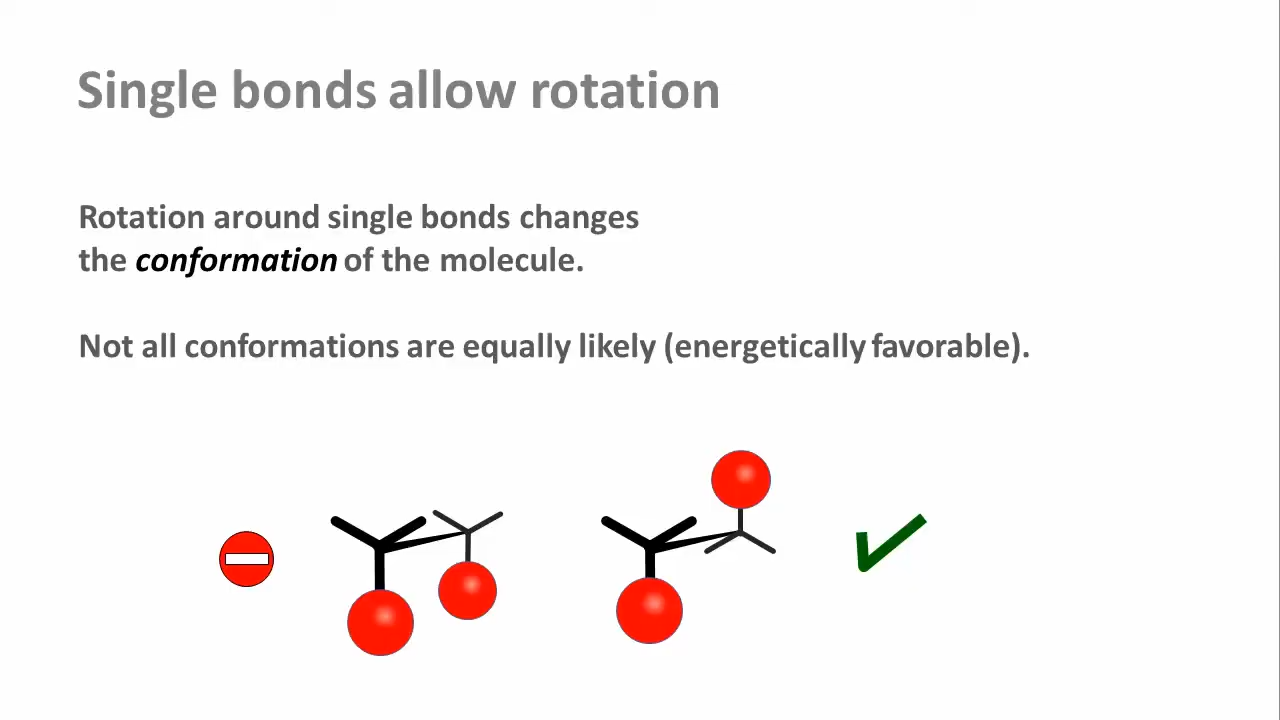 Single bonds allow rotation
Rotation around single bonds changes
the conformation of the molecule.
Not all conformations are equally likely (energetically favorable).